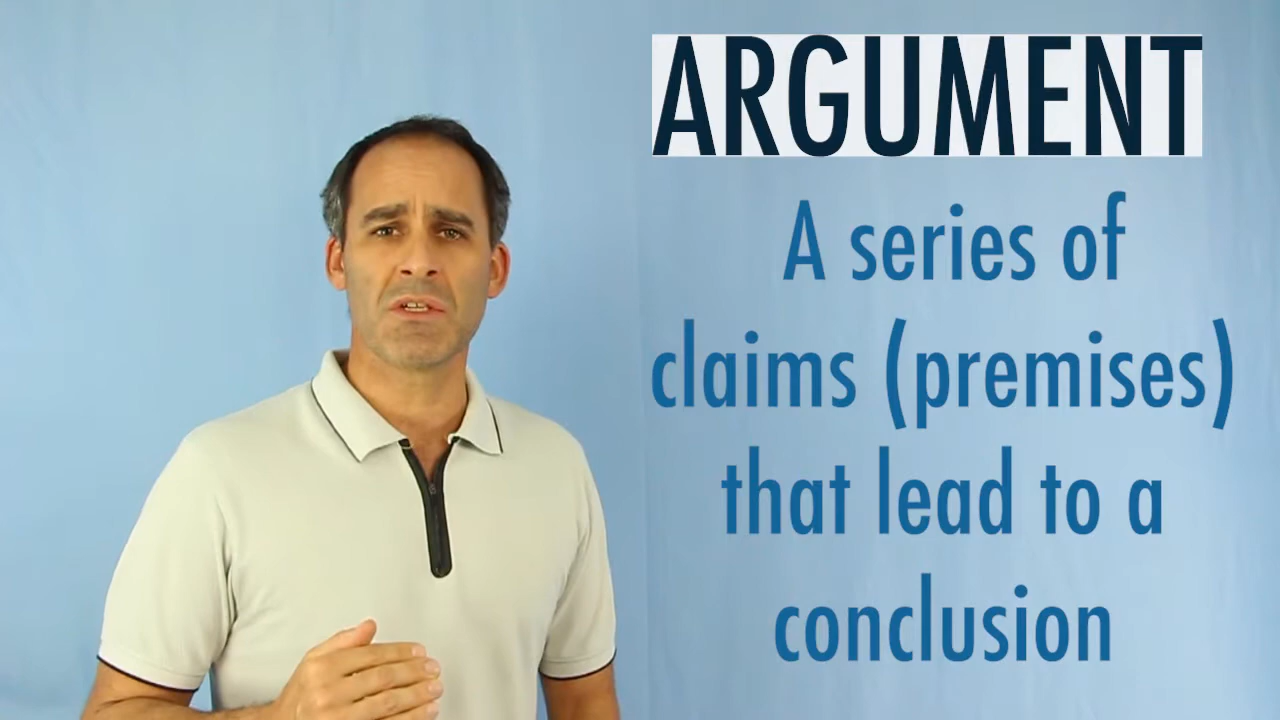 ARGUMENT
A series of
claims (premises)
that lead to a
conclusion